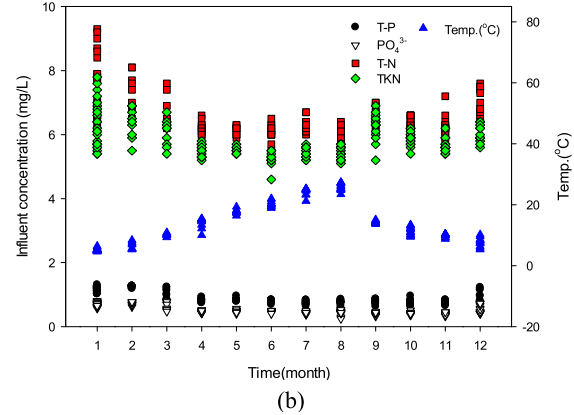 10
8
6
4
2
0
Influent concentration (mg/L)
T-P
PO₄³⁻
T-N
TKN
Temp.(°C)
80
60
40
20
0
-20
Temp.(°C)
1 2 3 4 5 6 7 8 9 10 11 12
Time(month)
(b)